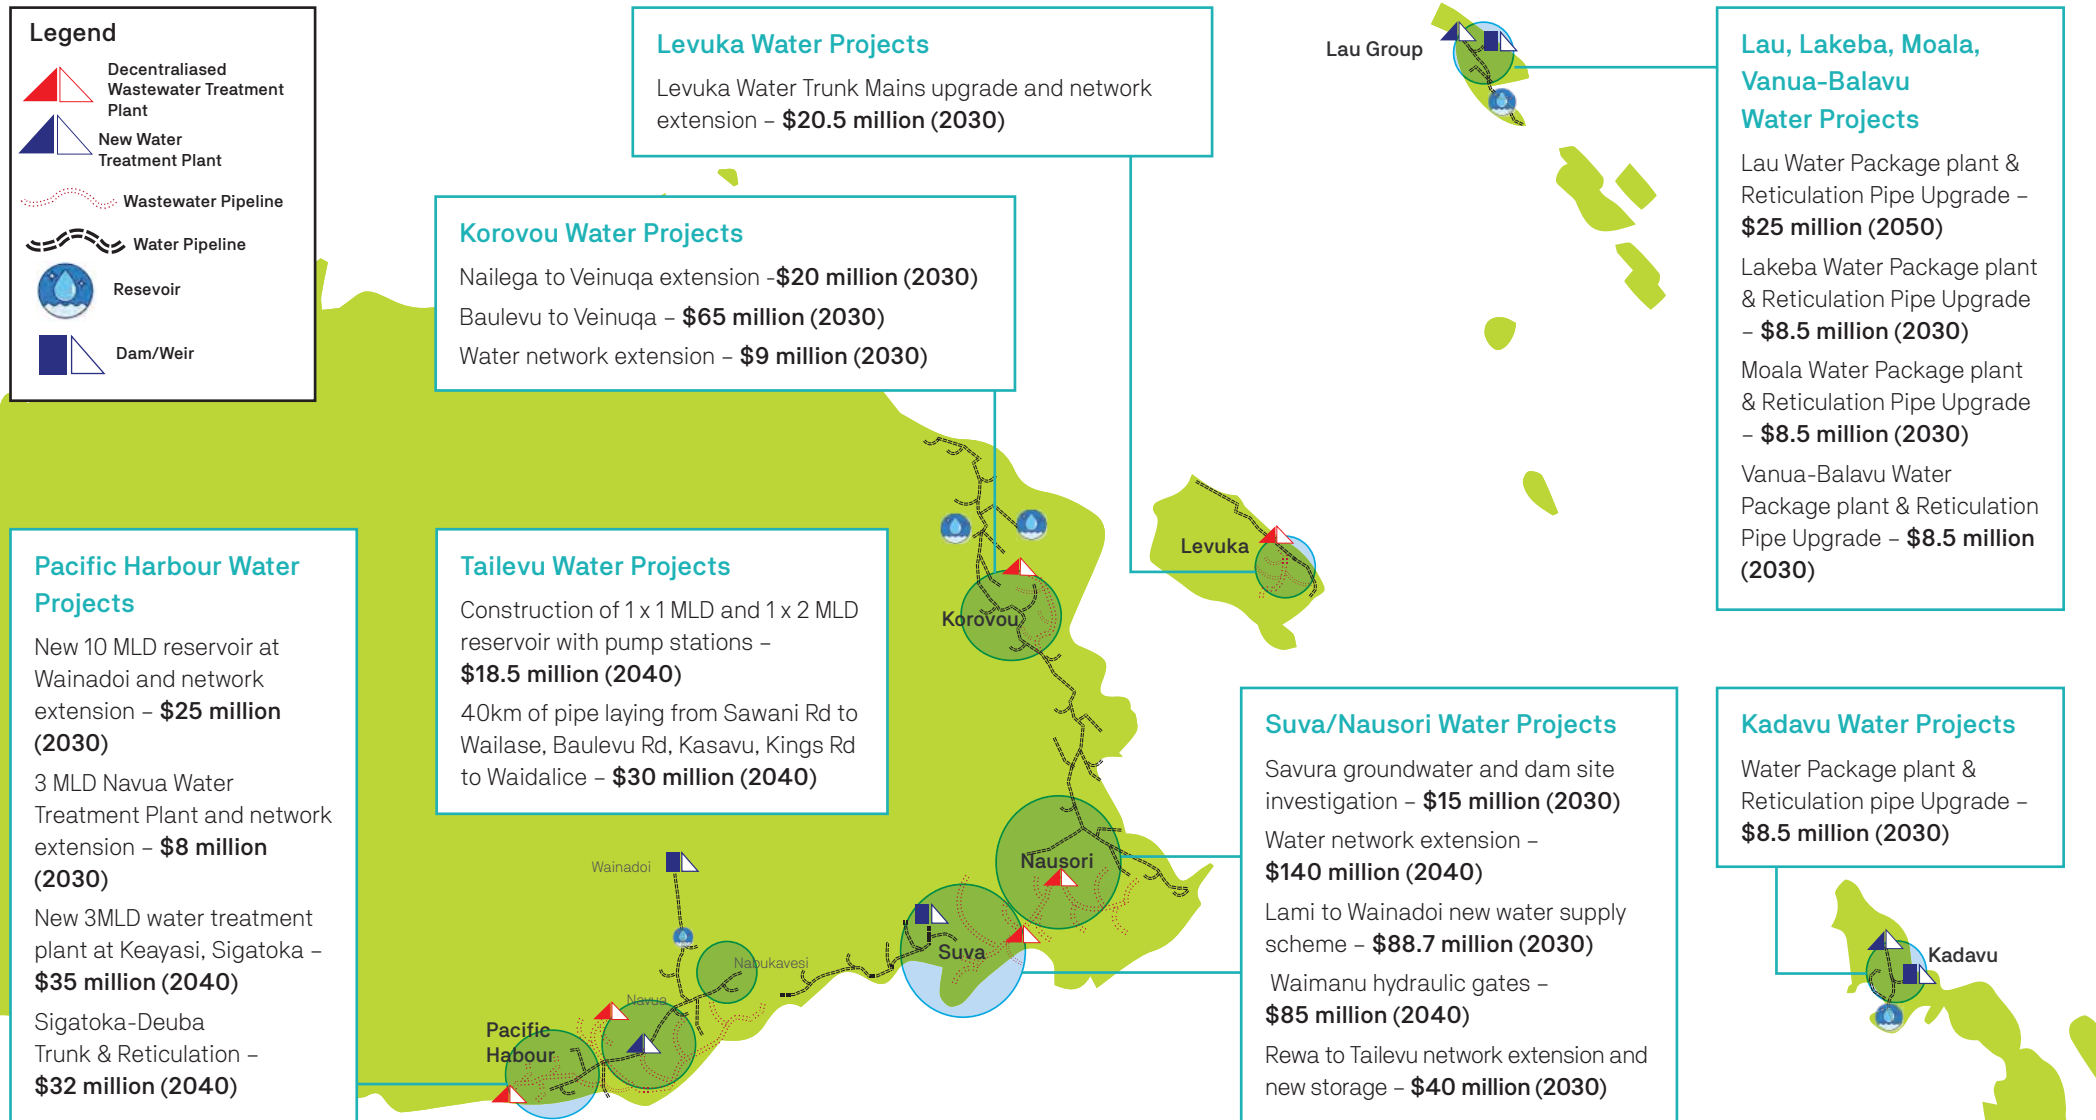 Legend
Decentraliased
Wastewater Treatment
Plant
New Water
Treatment Plant
Wastewater Pipeline
Water Pipeline
Resevoir
Dam/Weir
Levuka Water Projects
Levuka Water Trunk Mains upgrade and network
extension – $20.5 million (2030)
Korovou Water Projects
Nailega to Veinuqa extension -$20 million (2030)
Baulevu to Veinuqa – $65 million (2030)
Water network extension – $9 million (2030)
Lau Group
Lau, Lakeba, Moala,
Vanua-Balavu
Water Projects
Lau Water Package plant &
Reticulation Pipe Upgrade –
$25 million (2050)
Lakeba Water Package plant
& Reticulation Pipe Upgrade
– $8.5 million (2030)
Moala Water Package plant
& Reticulation Pipe Upgrade
– $8.5 million (2030)
Vanua-Balavu Water
Package plant & Reticulation
Pipe Upgrade – $8.5 million
(2030)
Pacific Harbour Water
Projects
New 10 MLD reservoir at
Wainadoi and network
extension – $25 million
(2030)
3 MLD Navua Water
Treatment Plant and network
extension – $8 million
(2030)
New 3MLD water treatment
plant at Keayasi, Sigatoka –
$35 million (2040)
Sigatoka-Deuba
Trunk & Reticulation –
$32 million (2040)
Tailevu Water Projects
Construction of 1 x 1 MLD and 1 x 2 MLD
reservoir with pump stations –
$18.5 million (2040)
40km of pipe laying from Sawani Rd to
Wailase, Baulevu Rd, Kasavu, Kings Rd
to Waidalice – $30 million (2040)
Levuka
Korovou
Suva/Nausori Water Projects
Savura groundwater and dam site
investigation – $15 million (2030)
Water network extension –
$140 million (2040)
Lami to Wainadoi new water supply
scheme – $88.7 million (2030)
Waimanu hydraulic gates –
$85 million (2040)
Rewa to Tailevu network extension and
new storage – $40 million (2030)
Kadavu Water Projects
Water Package plant &
Reticulation pipe Upgrade –
$8.5 million (2030)
Wainadoi
Nausori
Suva
Nabukavesi
Navua
Pacific
Habour
Kadavu